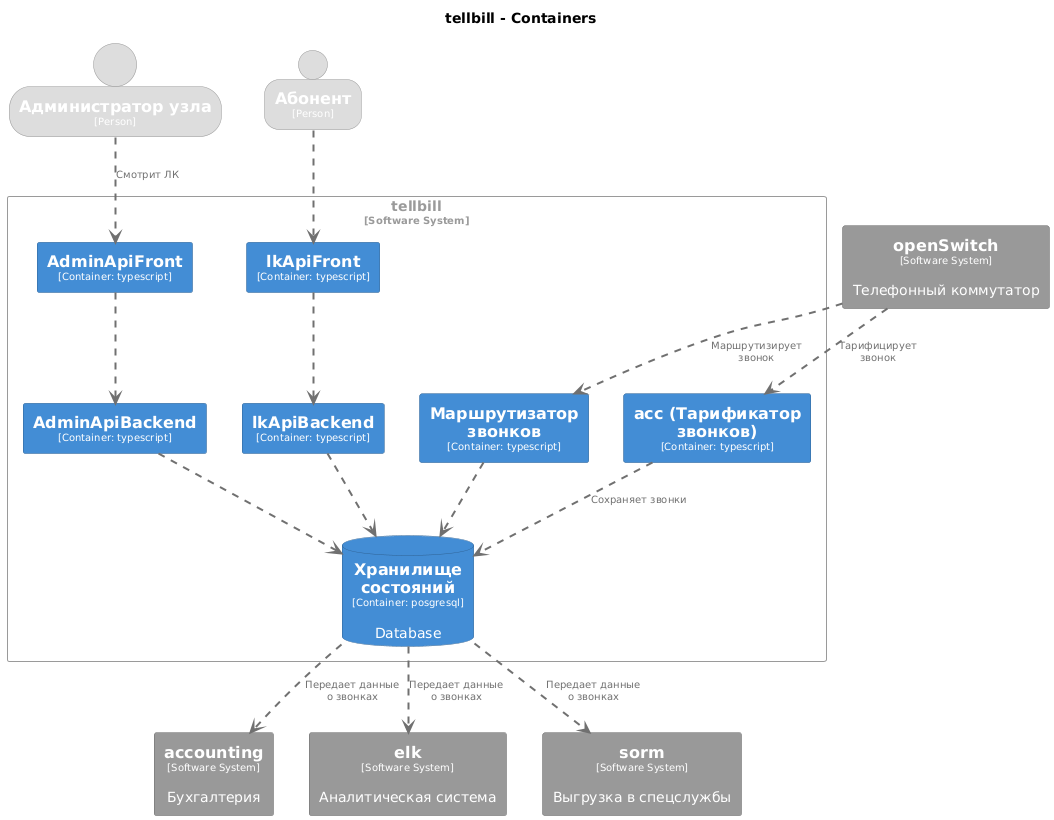 tellbill - Containers
Администратор узла
[Person]
Абонент
[Person]
Смотрит ЛК
tellbill
[Software System]
AdminApiFront
[Container: typescript]
lkApiFront
[Container: typescript]
openSwitch
[Software System]
Телефонный коммутатор
Маршрутизирует
звонок
Тарифицирует
звонок
AdminApiBackend
[Container: typescript]
lkApiBackend
[Container: typescript]
Маршрутизатор
звонков
[Container: typescript]
acc (Тарификатор
звонков)
[Container: typescript]
Сохраняет звонки
Хранилище
состояний
[Container: posgresql]
Database
Передает данные
о звонках
Передает данные
о звонках
Передает данные
о звонках
accounting
[Software System]
Бухгалтерия
elk
[Software System]
Аналитическая система
sorm
[Software System]
Выгрузка в спецслужбы